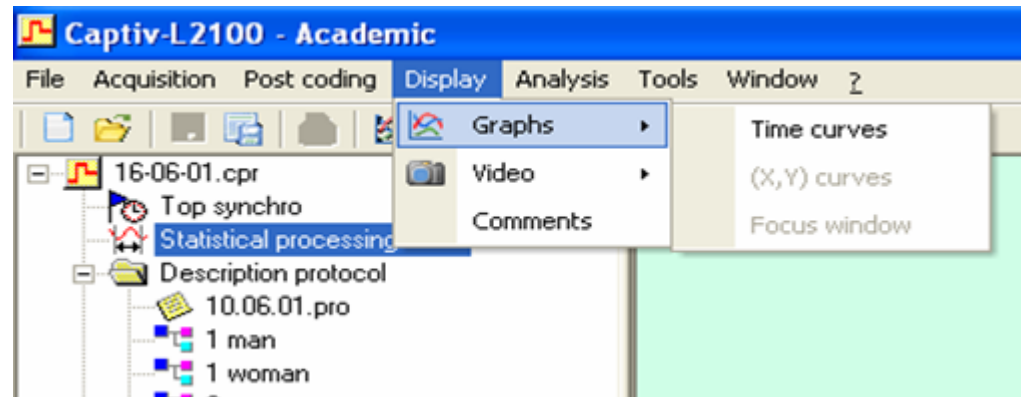 Captiv-L2100 - Academic
File Acquisition Post coding Display Analysis Tools Window ?
Graphs
Time curves
16-06-01.cpr
Video
(X,Y) curves
Top synchro
Comments
Focus window
Statistical processing
Description protocol
10.06.01.pro
1 man
1 woman